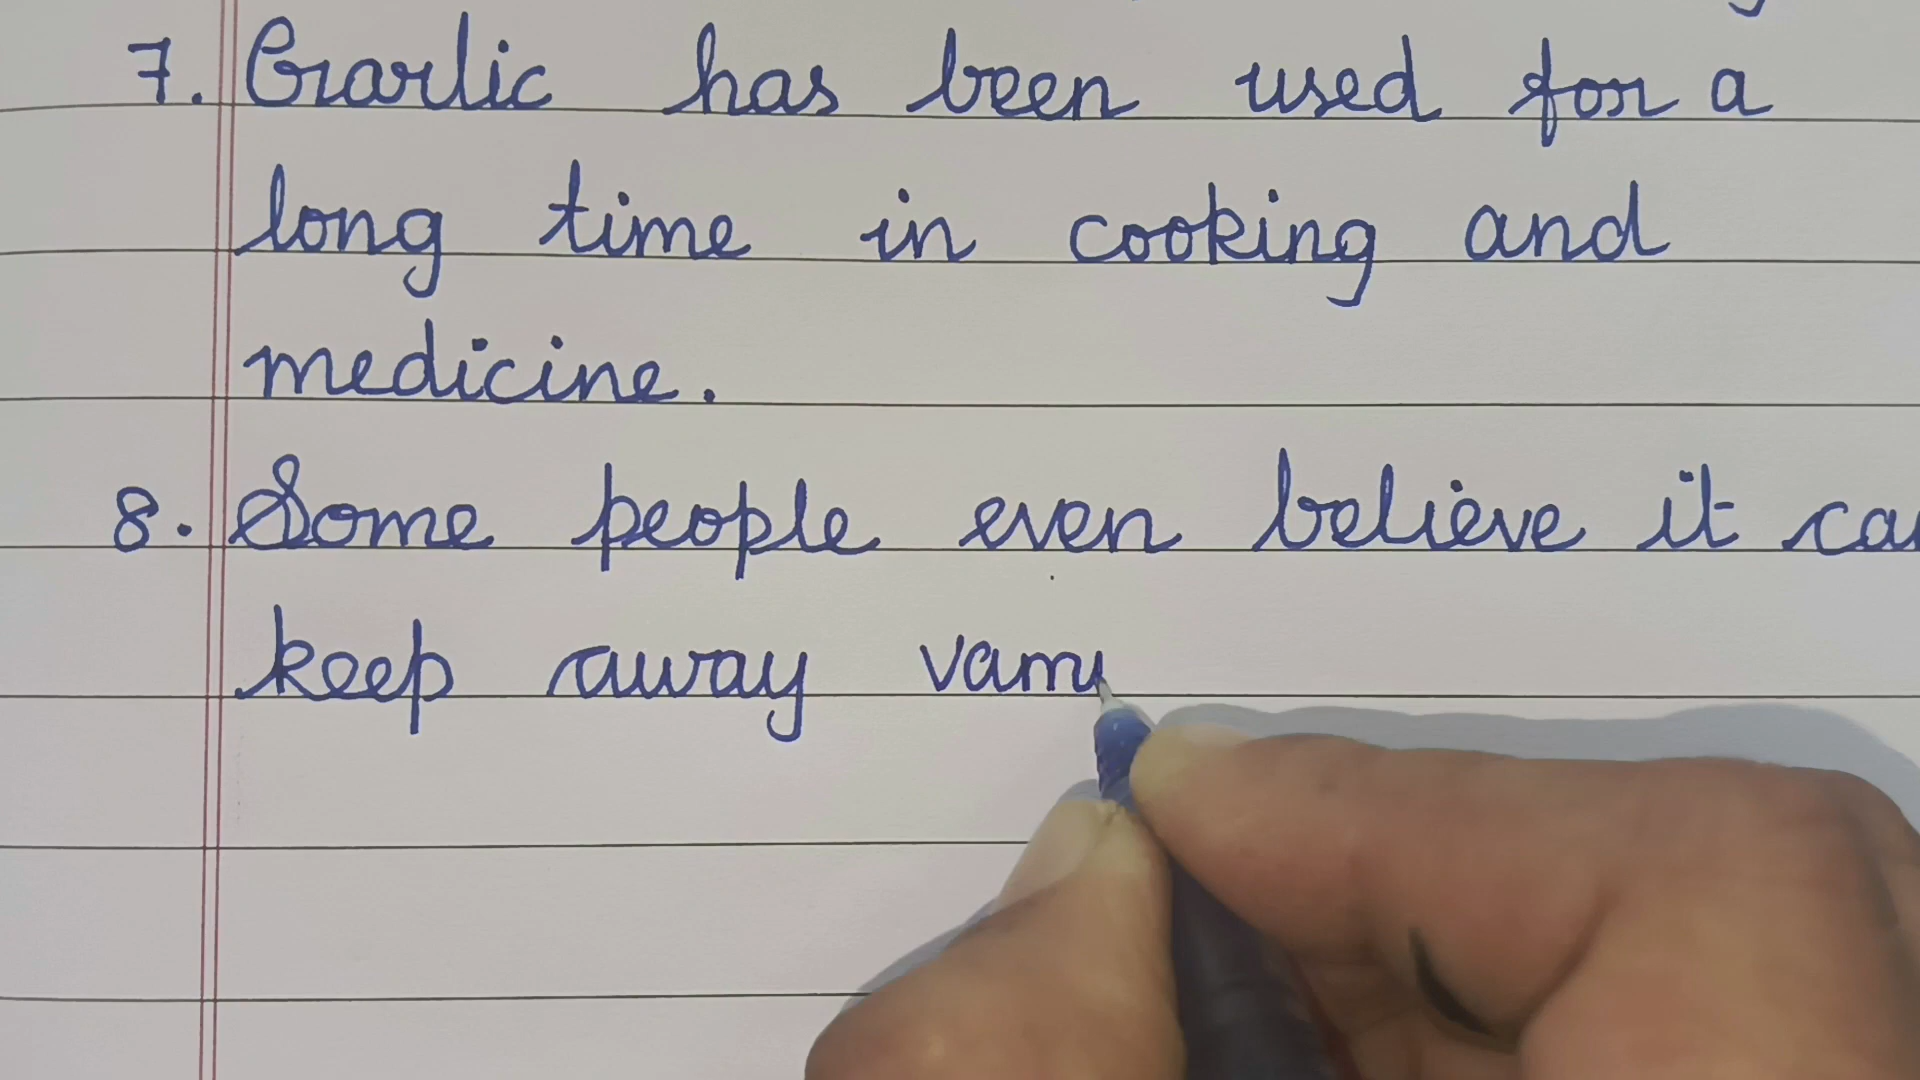 7. Garlic has been used for a
long time in cooking and
medicine.
8. Some people even believe it ca
keep away vam